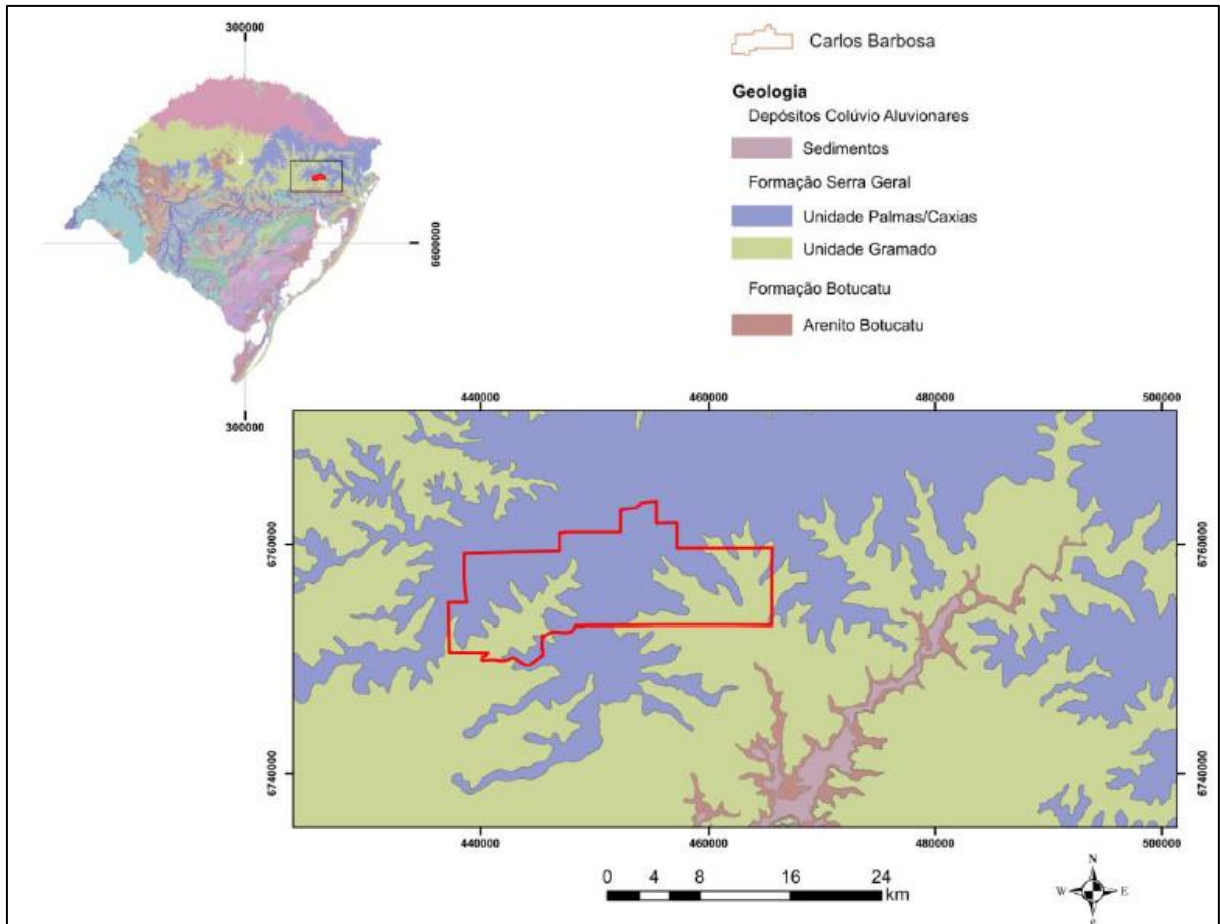 300000
6600000
300000
Carlos Barbosa
Geologia
Depósitos Colúvio Aluvionares
Sedimentos
Formação Serra Geral
Unidade Palmas/Caxias
Unidade Gramado
Formação Botucatu
Arenito Botucatu
440000 460000 480000 500000
6760000 6760000
6740000 6740000
440000 460000 480000 500000
0 4 8 16 24
km
N
W E
S